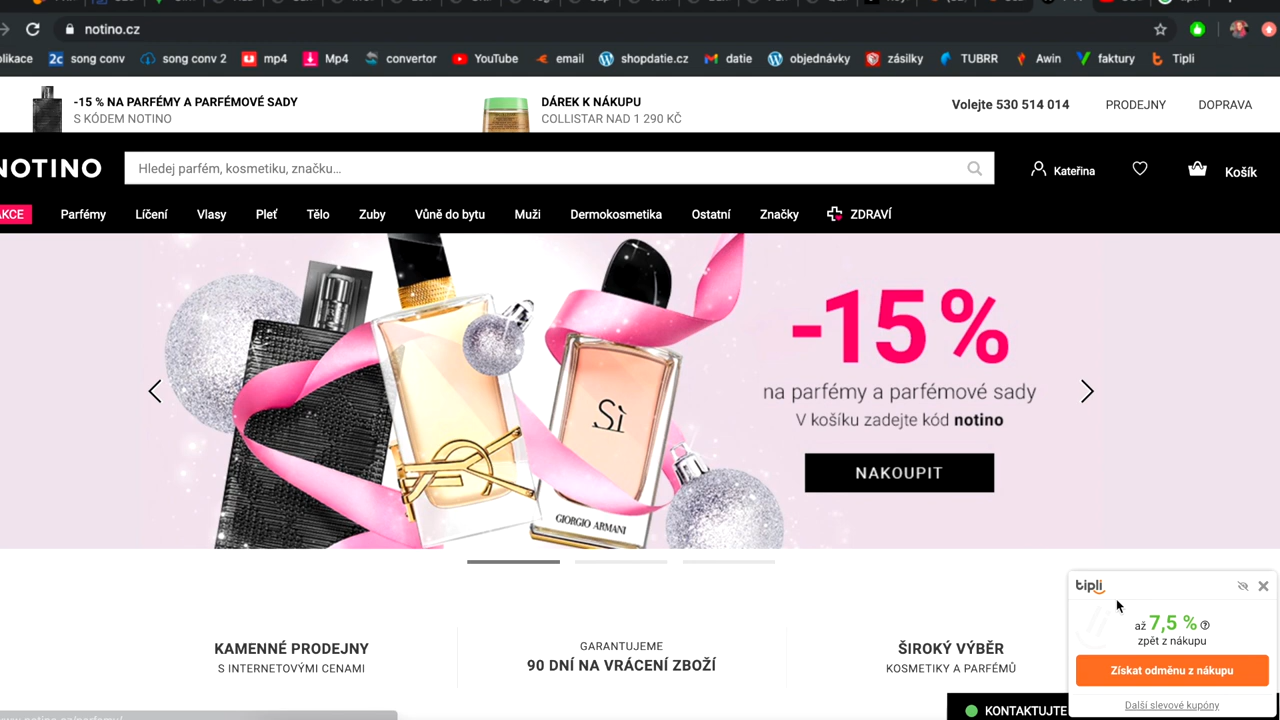 notino.cz
plikace
2c song conv
song conv 2
mp4
Mp4
convertor
YouTube
email
shopdatie.cz
datie
objednávky
zásilky
TUBRR
Awin
faktury
Tipli
-15 % NA PARFÉMY A PARFÉMOVÉ SADY
S KÓDEM NOTINO
DÁREK K NÁKUPU
COLLISTAR NAD 1 290 KČ
Volejte 530 514 014
PRODEJNY
DOPRAVA
NOTINO
Hledej parfém, kosmetiku, značku...
Kateřina
Košík
AKCE
Parfémy
Líčení
Vlasy
Pleť
Tělo
Zuby
Vůně do bytu
Muži
Dermokosmetika
Ostatní
Značky
ZDRAVÍ
-15%
na parfémy a parfémové sady
V košíku zadejte kód notino
NAKOUPIT
Sì
GIORGIO ARMANI
KAMENNÉ PRODEJNY
S INTERNETOVÝMI CENAMI
GARANTUJEME
90 DNÍ NA VRÁCENÍ ZBOŽÍ
ŠIROKÝ VÝBĚR
KOSMETIKY A PARFÉMŮ
tipli
až 7,5 %
zpět z nákupu
Získat odměnu z nákupu
Další slevové kupóny
KONTAKTUJTE